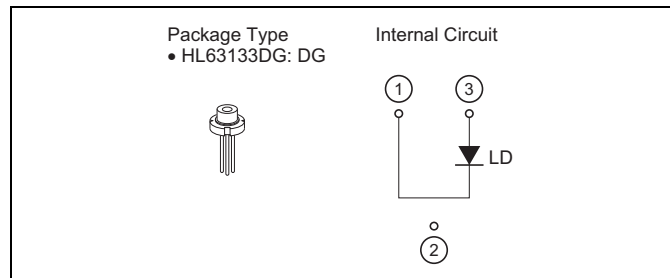 Package Type
• HL63133DG: DG
Internal Circuit
1
3
LD
2